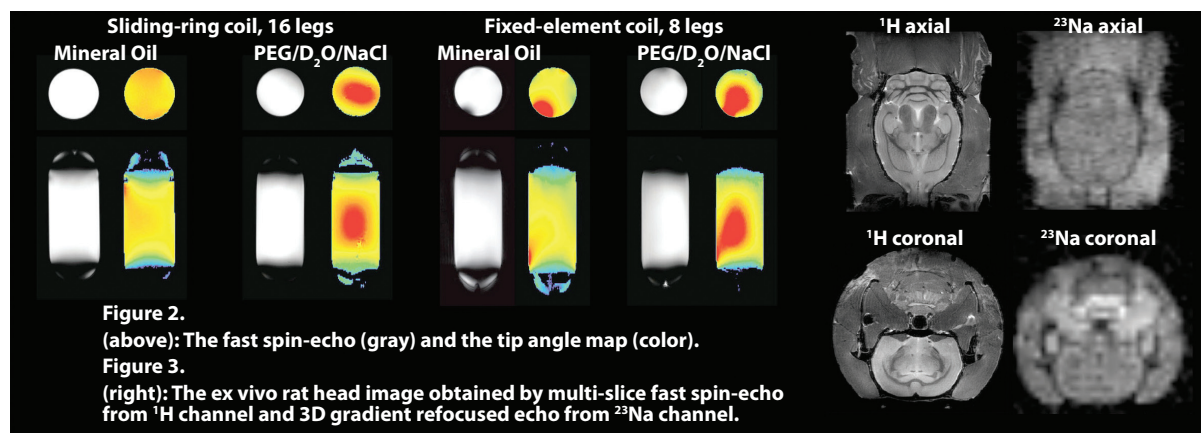 Sliding-ring coil, 16 legs
Fixed-element coil, 8 legs
Mineral Oil
PEG/D₂O/NaCl
Mineral Oil
PEG/D₂O/NaCl
¹H axial
²³Na axial
¹H coronal
²³Na coronal
Figure 2.
(above): The fast spin-echo (gray) and the tip angle map (color).
Figure 3.
(right): The ex vivo rat head image obtained by multi-slice fast spin-echo
from ¹H channel and 3D gradient refocused echo from ²³Na channel.